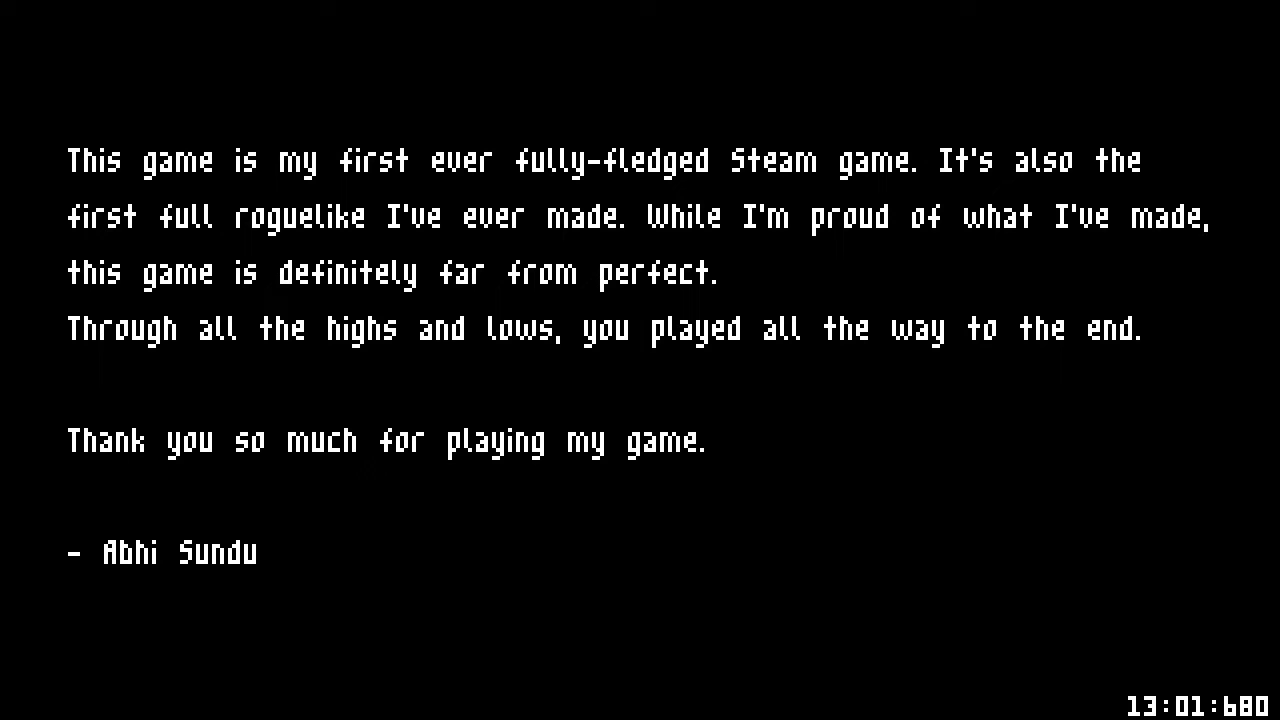 This game is my first ever fully-fledged Steam game. It's also the
first full roguelike I've ever made. While I'm proud of what I've made,
this game is definitely far from perfect.
Through all the highs and lows, you played all the way to the end.
Thank you so much for playing my game.
- Abhi Sundu
13:01:680